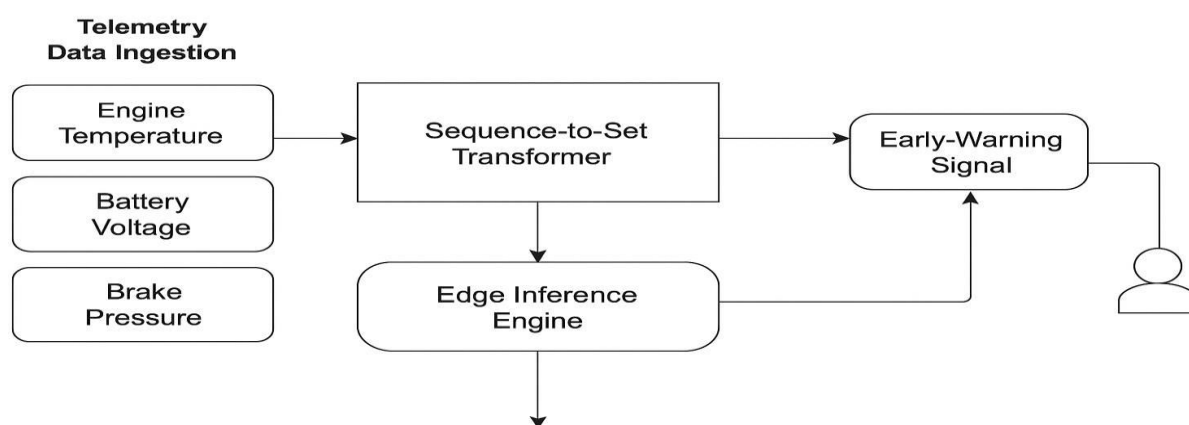 Telemetry
Data Ingestion
Engine
Temperature
Battery
Voltage
Brake
Pressure
Sequence-to-Set
Transformer
Edge Inference
Engine
Early-Warning
Signal